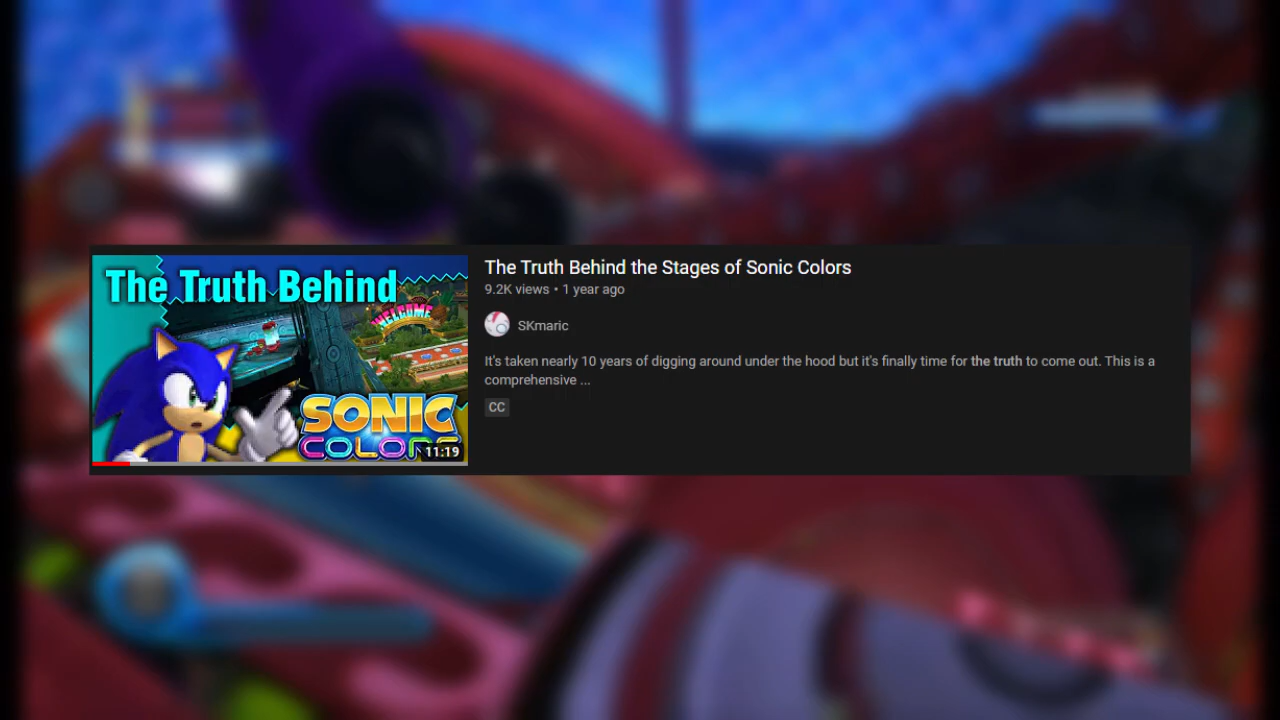 The Truth Behind
WELCOME
SONIC
COLORS
11:19
The Truth Behind the Stages of Sonic Colors
9.2K views • 1 year ago
SKmaric
It's taken nearly 10 years of digging around under the hood but it's finally time for the truth to come out. This is a
comprehensive ...
CC